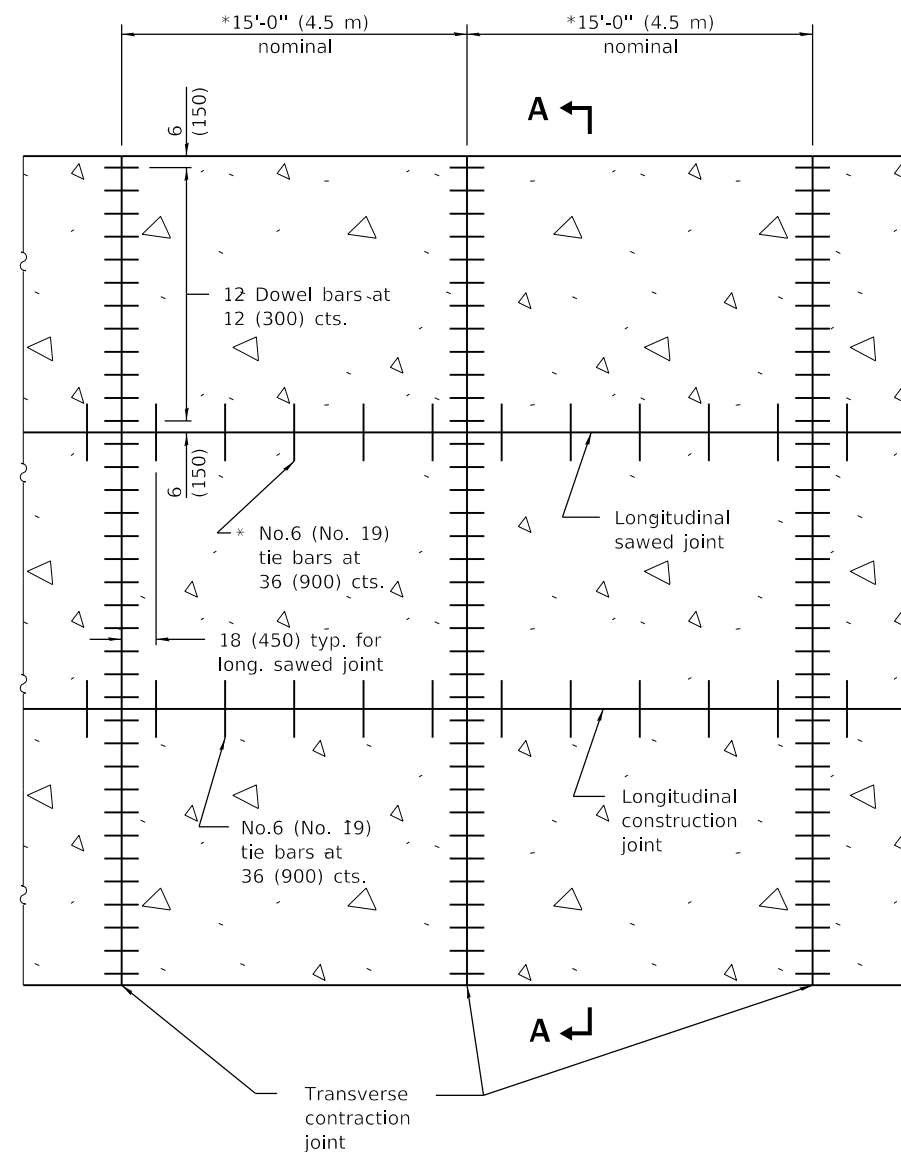 *15'-0" (4.5 m)
nominal
*15'-0" (4.5 m)
nominal
6
(150)
A
12 Dowel bars at
12 (300) cts.
6
(150)
* No.6 (No. 19)
tie bars at
36 (900) cts.
Longitudinal
sawed joint
18 (450) typ. for
long. sawed joint
No.6 (No. 19)
tie bars at
36 (900) cts.
Longitudinal
construction
joint
A
Transverse
contraction
joint